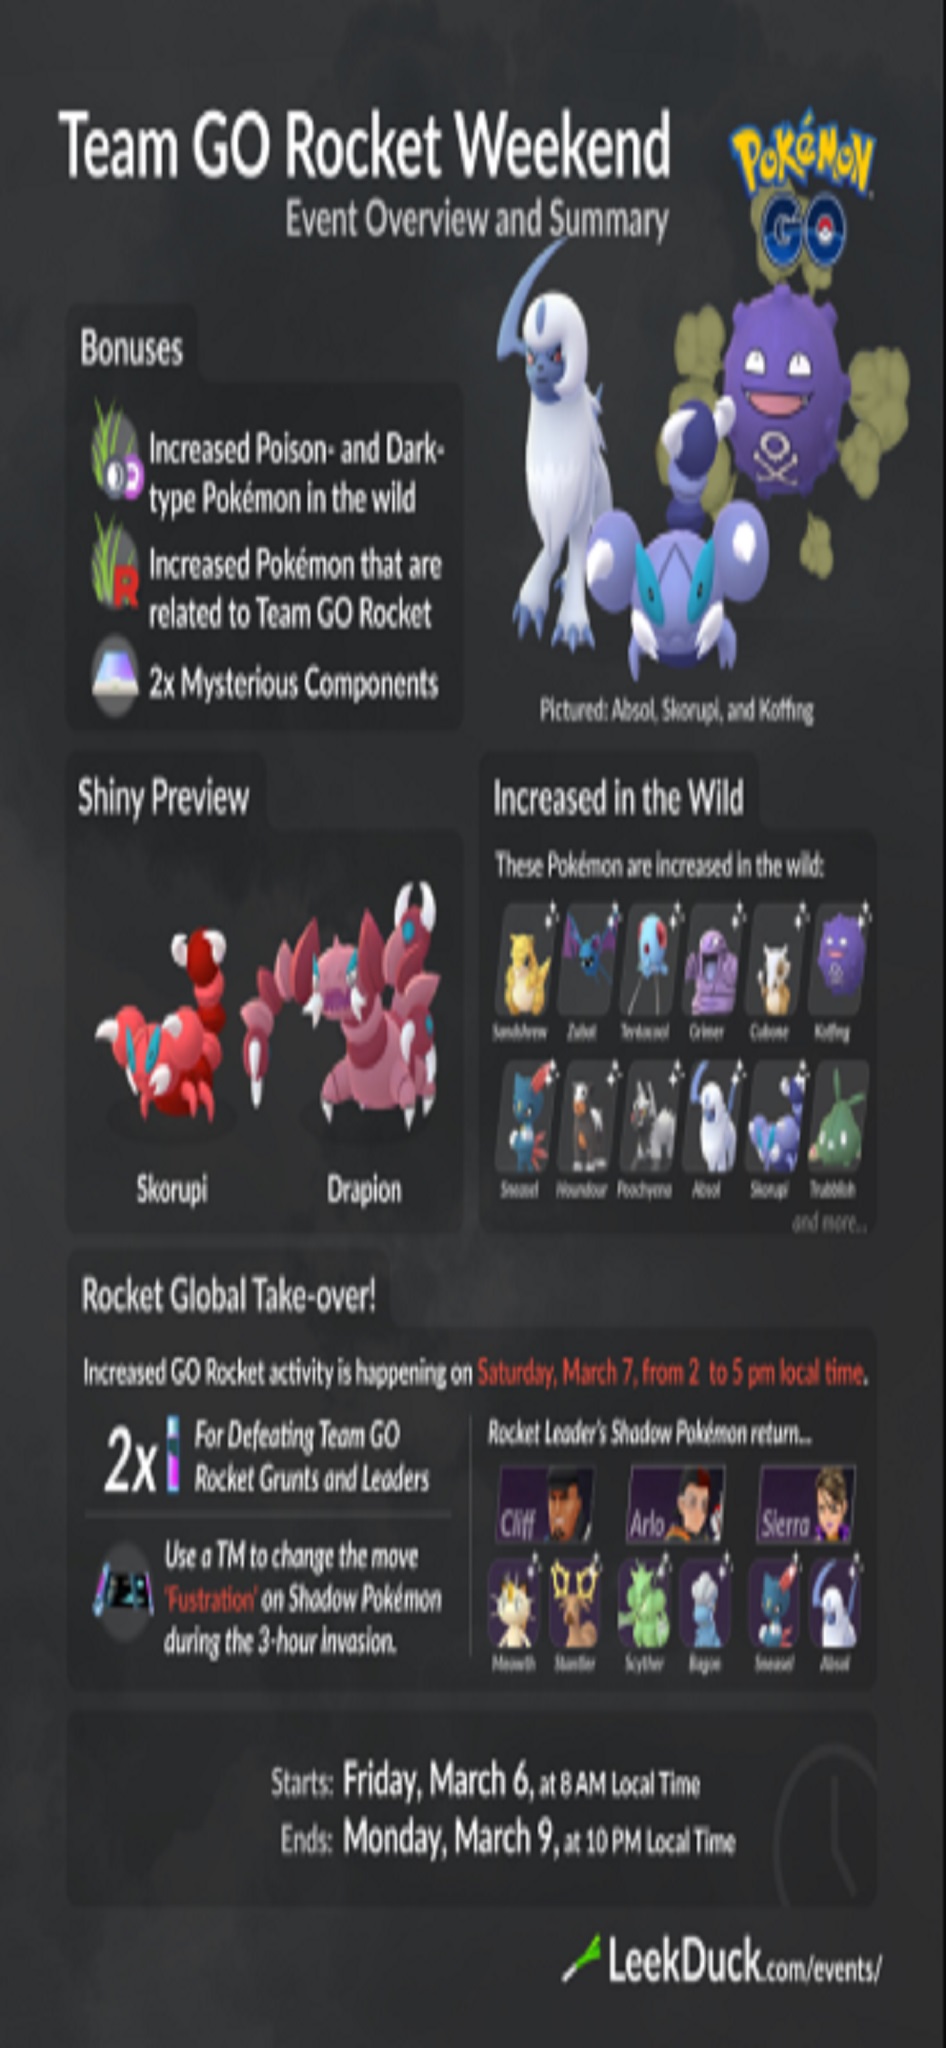 Team GO Rocket Weekend
Event Overview and Summary
POKéMON
GO
Bonuses
Increased Poison- and Dark-
type Pokémon in the wild
R
Increased Pokémon that are
related to Team GO Rocket
2x Mysterious Components
Pictured: Absol, Skorupi, and Koffing
Shiny Preview
Skorupi
Drapion
Increased in the Wild
These Pokémon are increased in the wild:
Sandshrew Zubat Tentacool Grimer Cubone Koffing
Sneasel Houndour Poochyena Absol Skorupi Trubbish
and more...
Rocket Global Take-over!
Increased GO Rocket activity is happening on Saturday, March 7, from 2 to 5 pm local time.
2x
For Defeating Team GO
Rocket Grunts and Leaders
Use a TM to change the move
'Fustration' on Shadow Pokémon
during the 3-hour invasion.
Rocket Leader's Shadow Pokémon return...
Cliff Arlo Sierra
Meowth Stantler Scyther Bagon Sneasel Absol
Starts: Friday, March 6, at 8 AM Local Time
Ends: Monday, March 9, at 10 PM Local Time
LeekDuck.com/events/